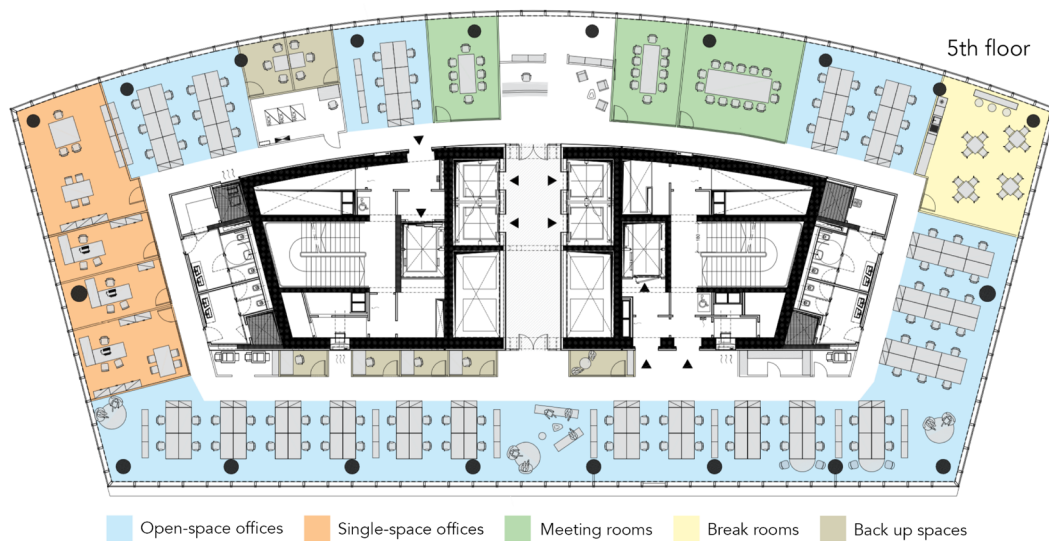 5th floor
Open-space offices
Single-space offices
Meeting rooms
Break rooms
Back up spaces